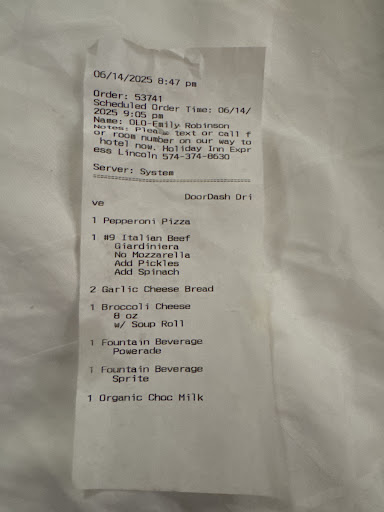 06/14/2025 8:47 pm
Order: 53741
Scheduled Order Time: 06/14/
2025 9:05 pm
Name: OLO-Emily Robinson
Notes: Please text or call f
or room number on our way to
hotel now. Holiday Inn Expr
ess Lincoln 574-374-8630
Server: System
DoorDash Dri
ve
1 Pepperoni Pizza
1 #9 Italian Beef
Giardiniera
No Mozzarella
Add Pickles
Add Spinach
2 Garlic Cheese Bread
1 Broccoli Cheese
8 oz
w/ Soup Roll
1 Fountain Beverage
Powerade
1 Fountain Beverage
Sprite
1 Organic Choc Milk